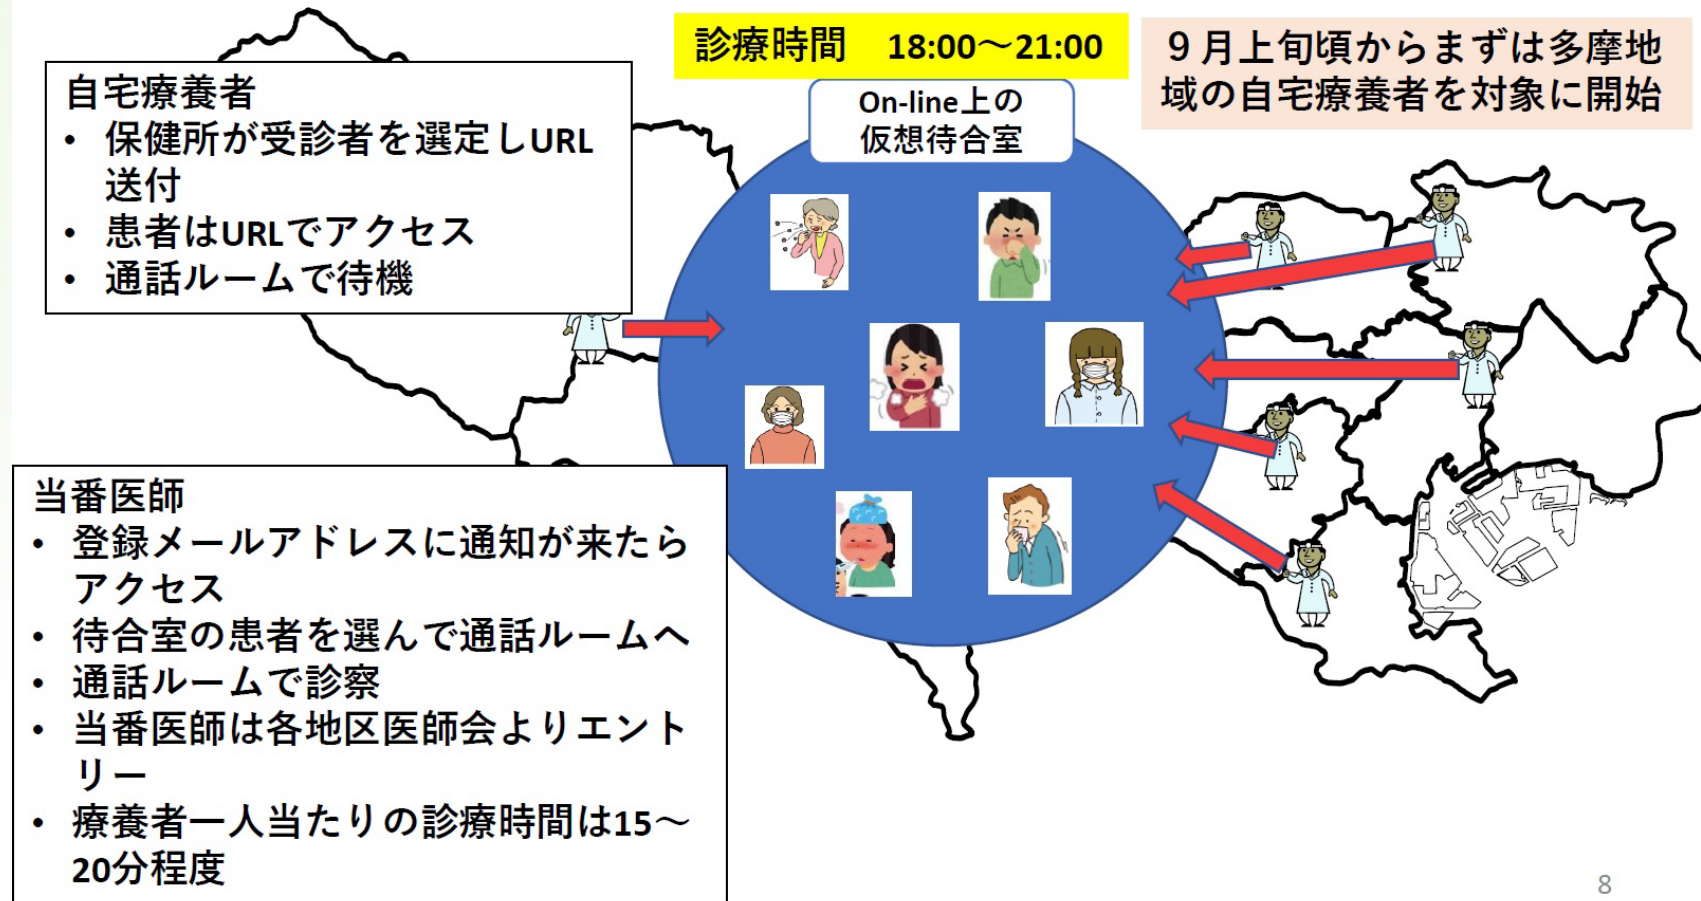 診療時間 18:00～21:00
９月上旬頃からまずは多摩地
域の自宅療養者を対象に開始
自宅療養者
• 保健所が受診者を選定しURL
送付
• 患者はURLでアクセス
• 通話ルームで待機
On-line上の
仮想待合室
当番医師
• 登録メールアドレスに通知が来たら
アクセス
• 待合室の患者を選んで通話ルームへ
• 通話ルームで診察
• 当番医師は各地区医師会よりエント
リー
• 療養者一人当たりの診療時間は15～
20分程度
8